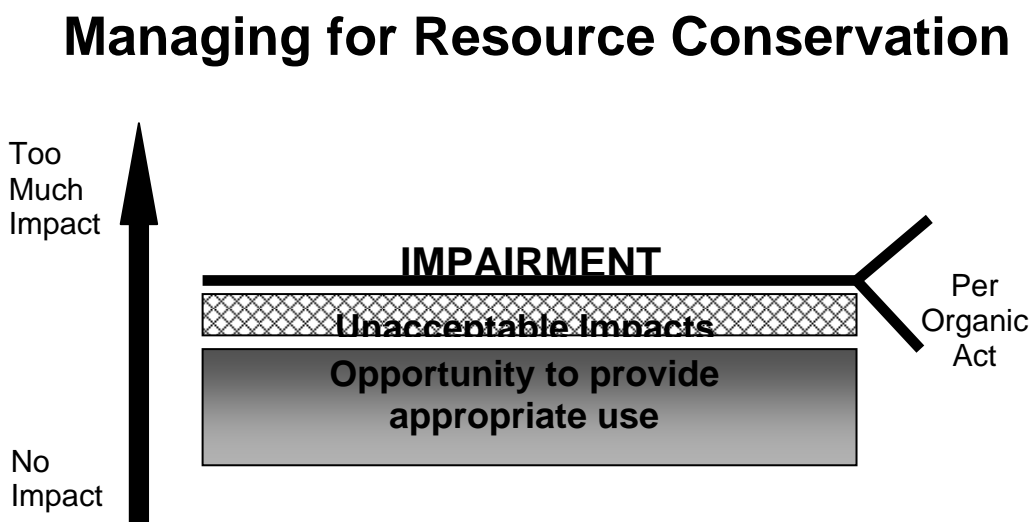 Managing for Resource Conservation
Too
Much
Impact
IMPAIRMENT
Per
Organic
Act
Unacceptable Impacts
Opportunity to provide
appropriate use
No
Impact